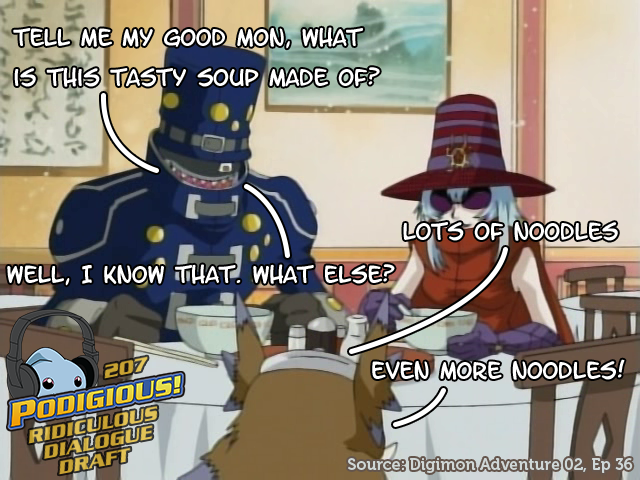 TELL ME MY GOOD MON, WHAT
IS THIS TASTY SOUP MADE OF?
LOTS OF NOODLES
WELL, I KNOW THAT. WHAT ELSE?
EVEN MORE NOODLES!
207
PODIGIOUS!
RIDICULOUS
DIALOGUE
DRAFT
Source: Digimon Adventure 02, Ep 36